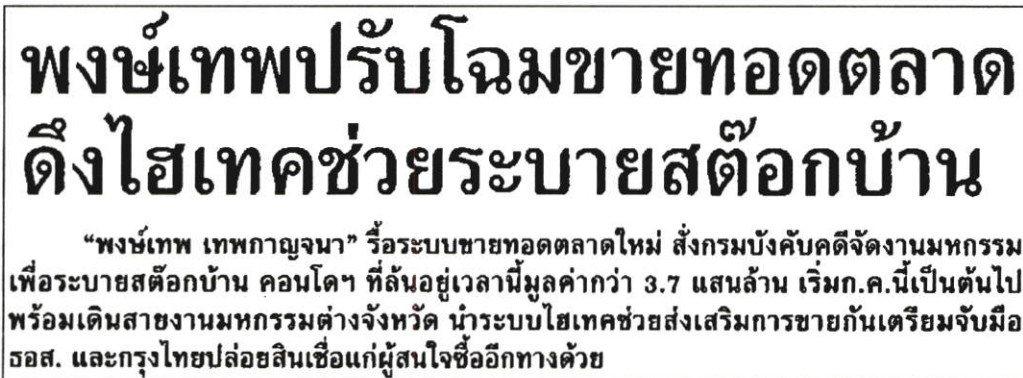 พงษ์เทพปรับโฉมขายทอดตลาด
ดึงไฮเทคช่วยระบายสต๊อกบ้าน
“พงษ์เทพ เทพกาญจนา” รื้อระบบขายทอดตลาดใหม่ สั่งกรมบังคับคดีจัดงานมหกรรม
เพื่อระบายสต๊อกบ้าน คอนโดฯ ที่ล้นอยู่เวลานี้มูลค่ากว่า 3.7 แสนล้าน เริ่มก.ค.นี้เป็นต้นไป
พร้อมเดินสายงานมหกรรมต่างจังหวัด นำระบบไฮเทคช่วยส่งเสริมการขายกันเตรียมจับมือ
ธอส. และกรุงไทยปล่อยสินเชื่อแก่ผู้สนใจซื้ออีกทางด้วย